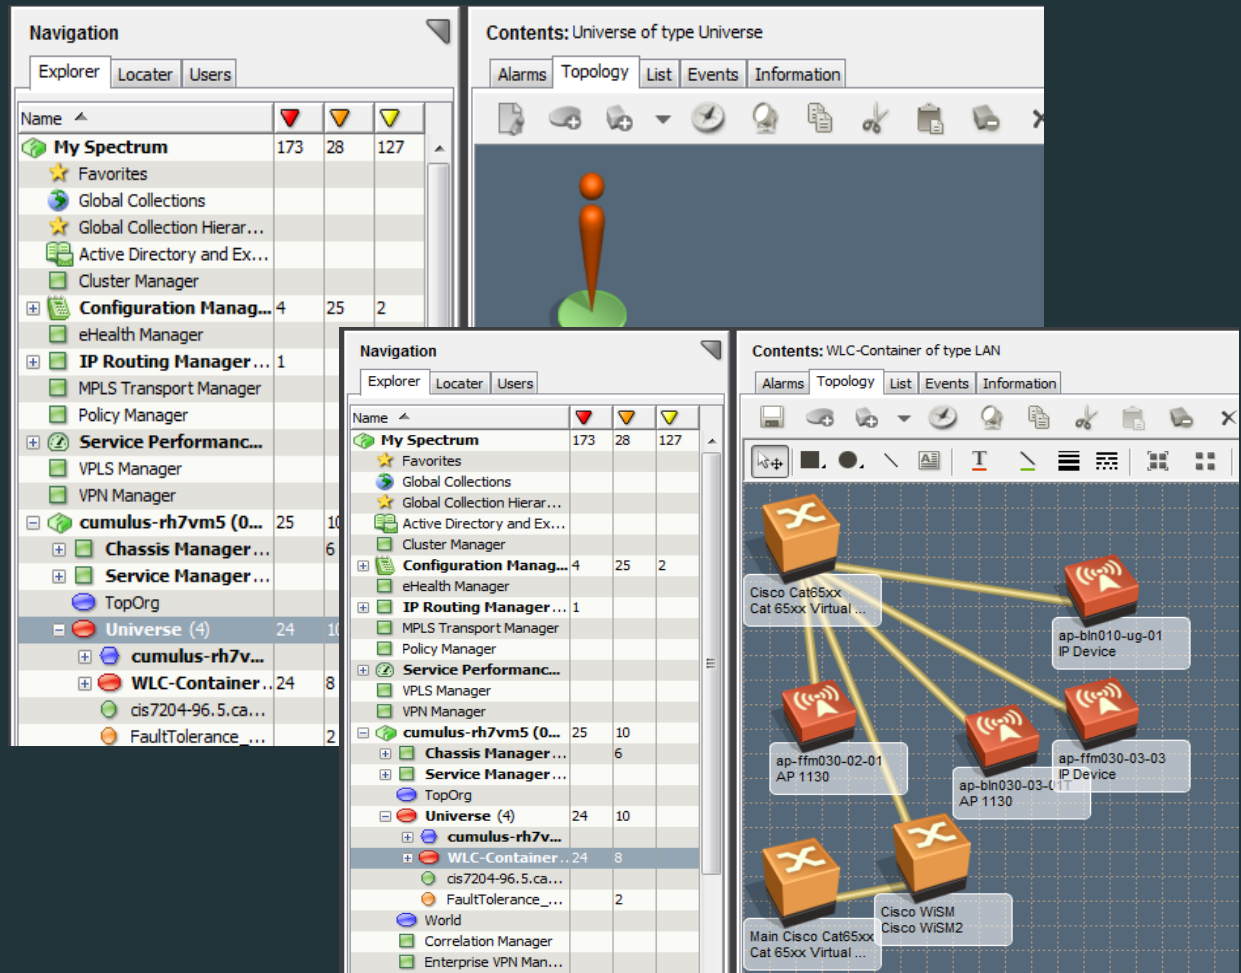 Navigation
Explorer Locater Users
Name
My Spectrum 173 28 127
Favorites
Global Collections
Global Collection Hierar...
Active Directory and Ex...
Cluster Manager
Configuration Manag... 4 25 2
eHealth Manager
IP Routing Manager... 1
MPLS Transport Manager
Policy Manager
Service Performanc...
VPLS Manager
VPN Manager
cumulus-rh7vm5 (0... 25
Chassis Manager... 6
Service Manager...
TopOrg
Universe (4) 24
cumulus-rh7v...
WLC-Container.. 24 8
cis7204-96.5.ca...
FaultTolerance_... 2
Contents: Universe of type Universe
Alarms Topology List Events Information
Navigation
Explorer Locater Users
Name
My Spectrum 173 28 127
Favorites
Global Collections
Global Collection Hierar...
Active Directory and Ex...
Cluster Manager
Configuration Manag... 4 25 2
eHealth Manager
IP Routing Manager... 1
MPLS Transport Manager
Policy Manager
Service Performanc...
VPLS Manager
VPN Manager
cumulus-rh7vm5 (0... 25 10
Chassis Manager... 6
Service Manager...
TopOrg
Universe (4) 24 10
cumulus-rh7v...
WLC-Container.. 24 8
cis7204-96.5.ca...
FaultTolerance_... 2
World
Correlation Manager
Enterprise VPN Man...
Contents: WLC-Container of type LAN
Alarms Topology List Events Information
Cisco Cat65xx
Cat 65xx Virtual ...
ap-bln010-ug-01
IP Device
ap-ffm030-02-01
AP 1130
ap-ffm030-03-03
IP Device
ap-bln030-03-01T
AP 1130
Cisco WiSM
Cisco WiSM2
Main Cisco Cat65xx
Cat 65xx Virtual ...